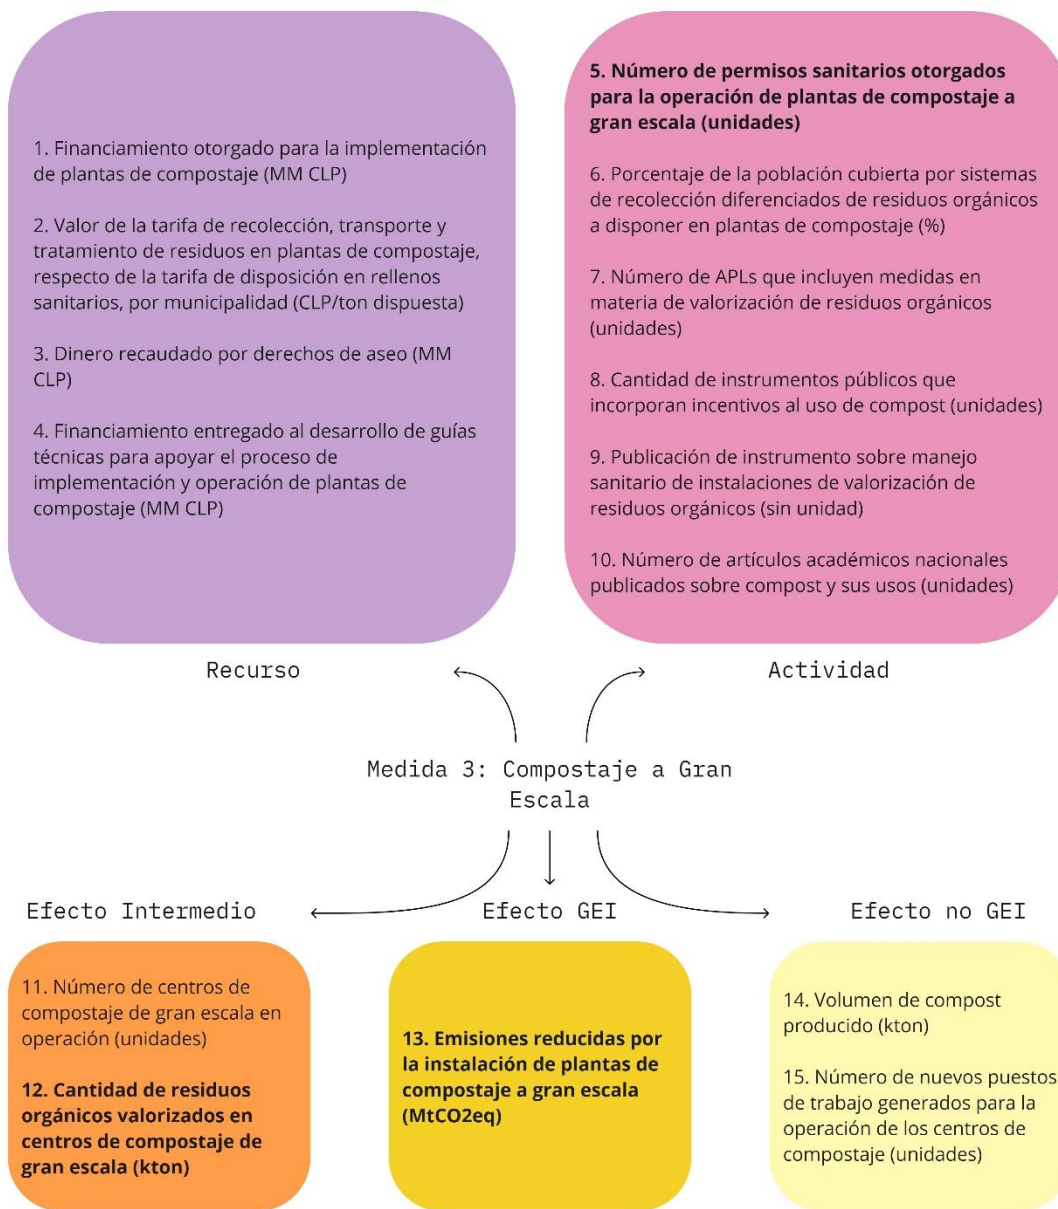 1. Financiamiento otorgado para la implementación
de plantas de compostaje (MM CLP)
2. Valor de la tarifa de recolección, transporte y
tratamiento de residuos en plantas de compostaje,
respecto de la tarifa de disposición en rellenos
sanitarios, por municipalidad (CLP/ton dispuesta)
3. Dinero recaudado por derechos de aseo (MM
CLP)
4. Financiamiento entregado al desarrollo de guías
técnicas para apoyar el proceso de
implementación y operación de plantas de
compostaje (MM CLP)
5. Número de permisos sanitarios otorgados
para la operación de plantas de compostaje a
gran escala (unidades)
6. Porcentaje de la población cubierta por sistemas
de recolección diferenciados de residuos orgánicos
a disponer en plantas de compostaje (%)
7. Número de APLs que incluyen medidas en
materia de valorización de residuos orgánicos
(unidades)
8. Cantidad de instrumentos públicos que
incorporan incentivos al uso de compost (unidades)
9. Publicación de instrumento sobre manejo
sanitario de instalaciones de valorización de
residuos orgánicos (sin unidad)
10. Número de artículos académicos nacionales
publicados sobre compost y sus usos (unidades)
Recurso
Actividad
Medida 3: Compostaje a Gran
Escala
Efecto Intermedio
Efecto GEI
Efecto no GEI
11. Número de centros de
compostaje de gran escala en
operación (unidades)
12. Cantidad de residuos
orgánicos valorizados en
centros de compostaje de
gran escala (kton)
13. Emisiones reducidas por
la instalación de plantas de
compostaje a gran escala
(MtCO2eq)
14. Volumen de compost
producido (kton)
15. Número de nuevos puestos
de trabajo generados para la
operación de los centros de
compostaje (unidades)